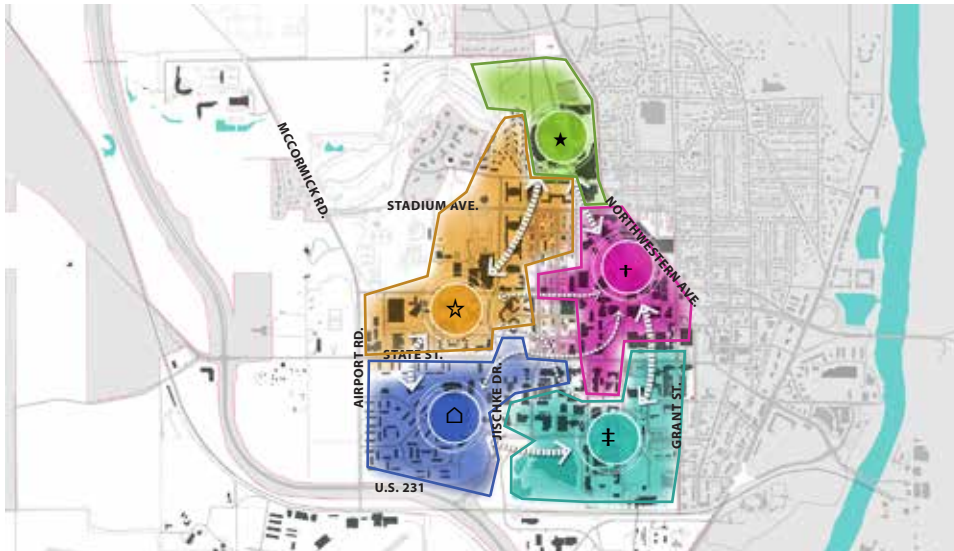 MCCORMICK RD.
STADIUM AVE.
NORTHWESTERN AVE.
AIRPORT RD.
STATE ST.
JISCHKE DR.
GRANT ST.
U.S. 231